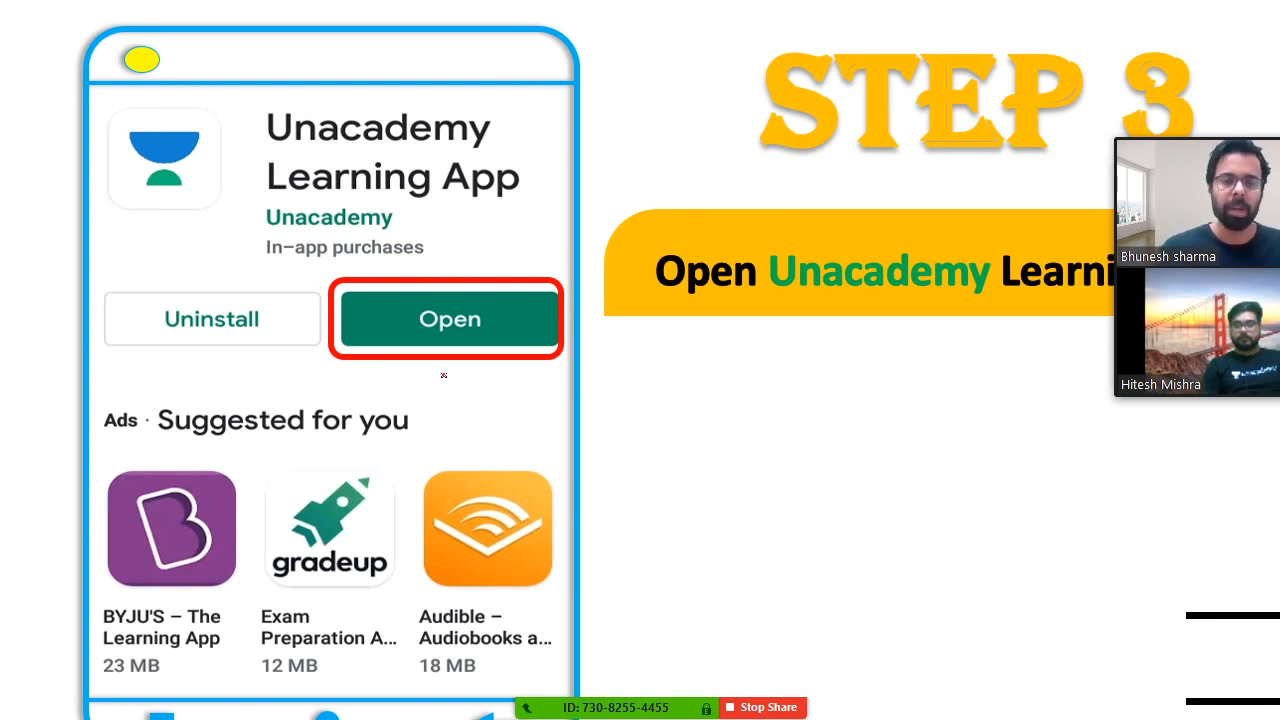 STEP 3
Unacademy
Learning App
Unacademy
In-app purchases
Uninstall
Open
Open Unacademy Learni
Bhunesh sharma
Hitesh Mishra
unacademy
Ads · Suggested for you
gradeup
BYJU'S – The
Learning App
23 MB
Exam
Preparation A...
12 MB
Audible –
Audiobooks a...
18 MB
ID: 730-8255-4455
Stop Share